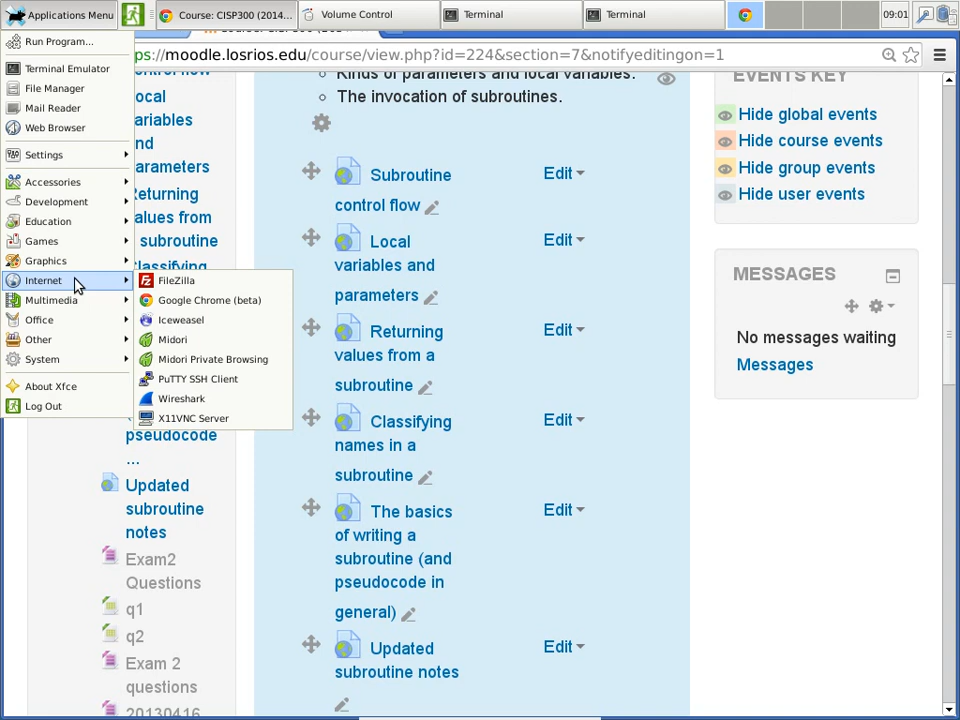 Applications Menu
Course: CISP300 (2014...
Volume Control
Terminal
Terminal
09:01
ps://moodle.losrios.edu/course/view.php?id=224&section=7&notifyeditingon=1
Run Program...
Terminal Emulator
File Manager
Mail Reader
Web Browser
Settings
Accessories
Development
Education
Games
Graphics
Internet
Multimedia
Office
Other
System
About Xfce
Log Out
FileZilla
Google Chrome (beta)
Iceweasel
Midori
Midori Private Browsing
PuTTY SSH Client
Wireshark
X11VNC Server
control flow
ocal
ariables
nd
arameters
Returning
alues from
subroutine
Classifying
pseudocode
...
Updated
subroutine
notes
Exam2
Questions
q1
q2
Exam 2
questions
20130416
Kinds of parameters and local variables.
The invocation of subroutines.
Subroutine
control flow
Edit
Local
variables and
parameters
Edit
Returning
values from a
subroutine
Edit
Classifying
names in a
subroutine
Edit
The basics
of writing a
subroutine (and
pseudocode in
general)
Edit
Updated
subroutine notes
Edit
EVENTS KEY
Hide global events
Hide course events
Hide group events
Hide user events
MESSAGES
No messages waiting
Messages